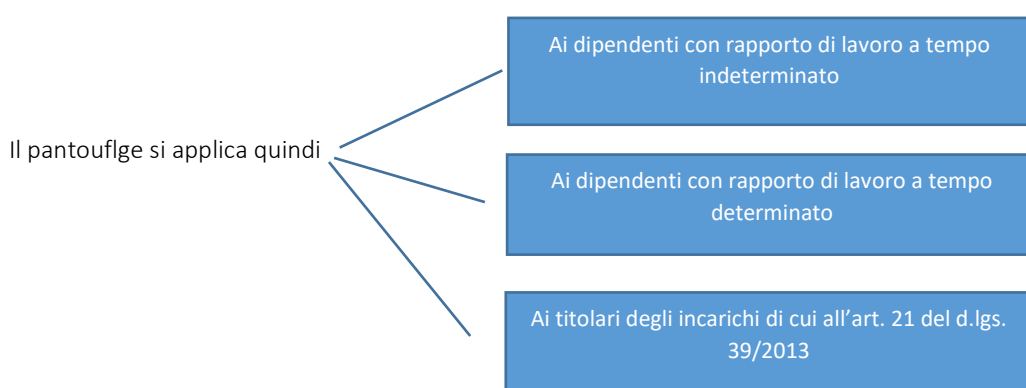 Ai dipendenti con rapporto di lavoro a tempo
indeterminato
Il pantouflge si applica quindi
Ai dipendenti con rapporto di lavoro a tempo
determinato
Ai titolari degli incarichi di cui all’art. 21 del d.lgs.
39/2013